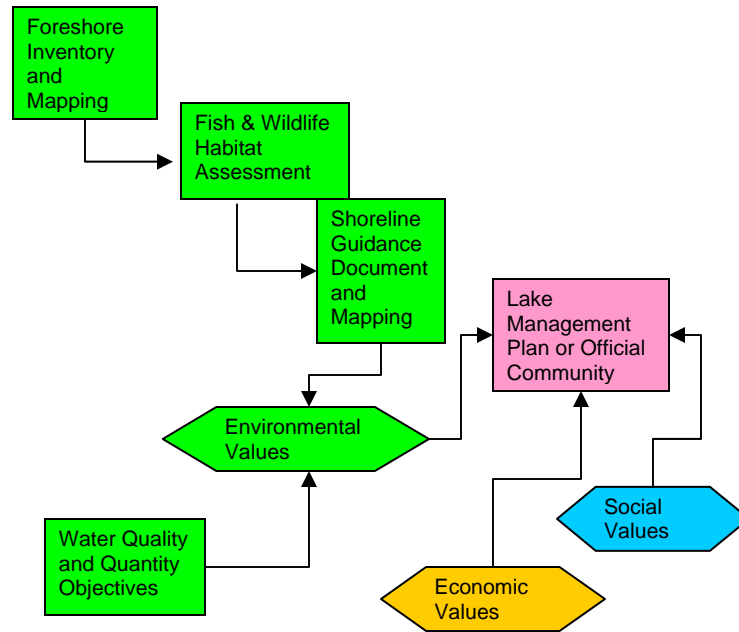 Foreshore
Inventory
and
Mapping
Fish & Wildlife
Habitat
Assessment
Shoreline
Guidance
Document
and
Mapping
Lake
Management
Plan or Official
Community
Environmental
Values
Social
Values
Water Quality
and Quantity
Objectives
Economic
Values